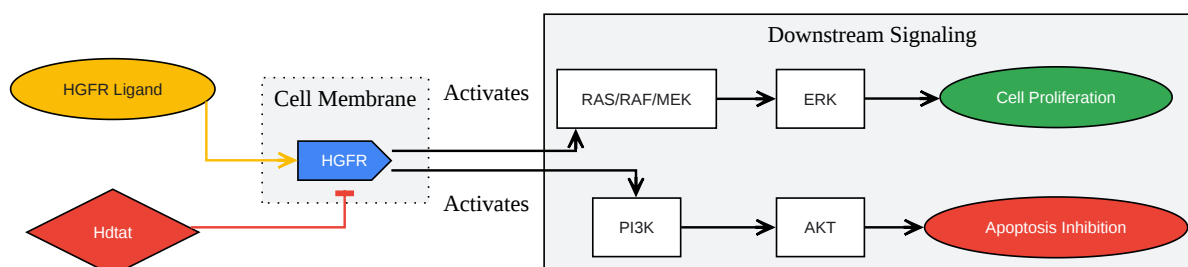 Downstream Signaling
HGFR Ligand
Cell Membrane
Activates
RAS/RAF/MEK
ERK
Cell Proliferation
HGFR
Activates
Hdtat
PI3K
AKT
Apoptosis Inhibition